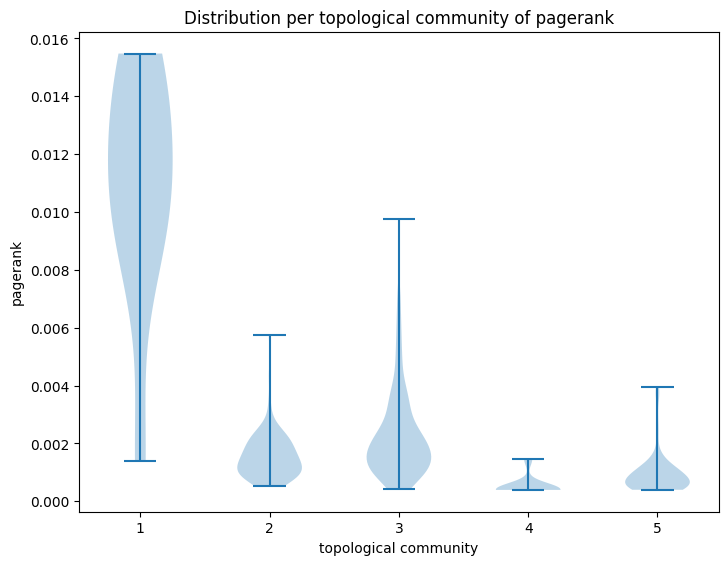 Distribution per topological community of pagerank
0.016
0.014
0.012
0.010
0.008
0.006
0.004
0.002
0.000
pagerank
1 2 3 4 5
topological community